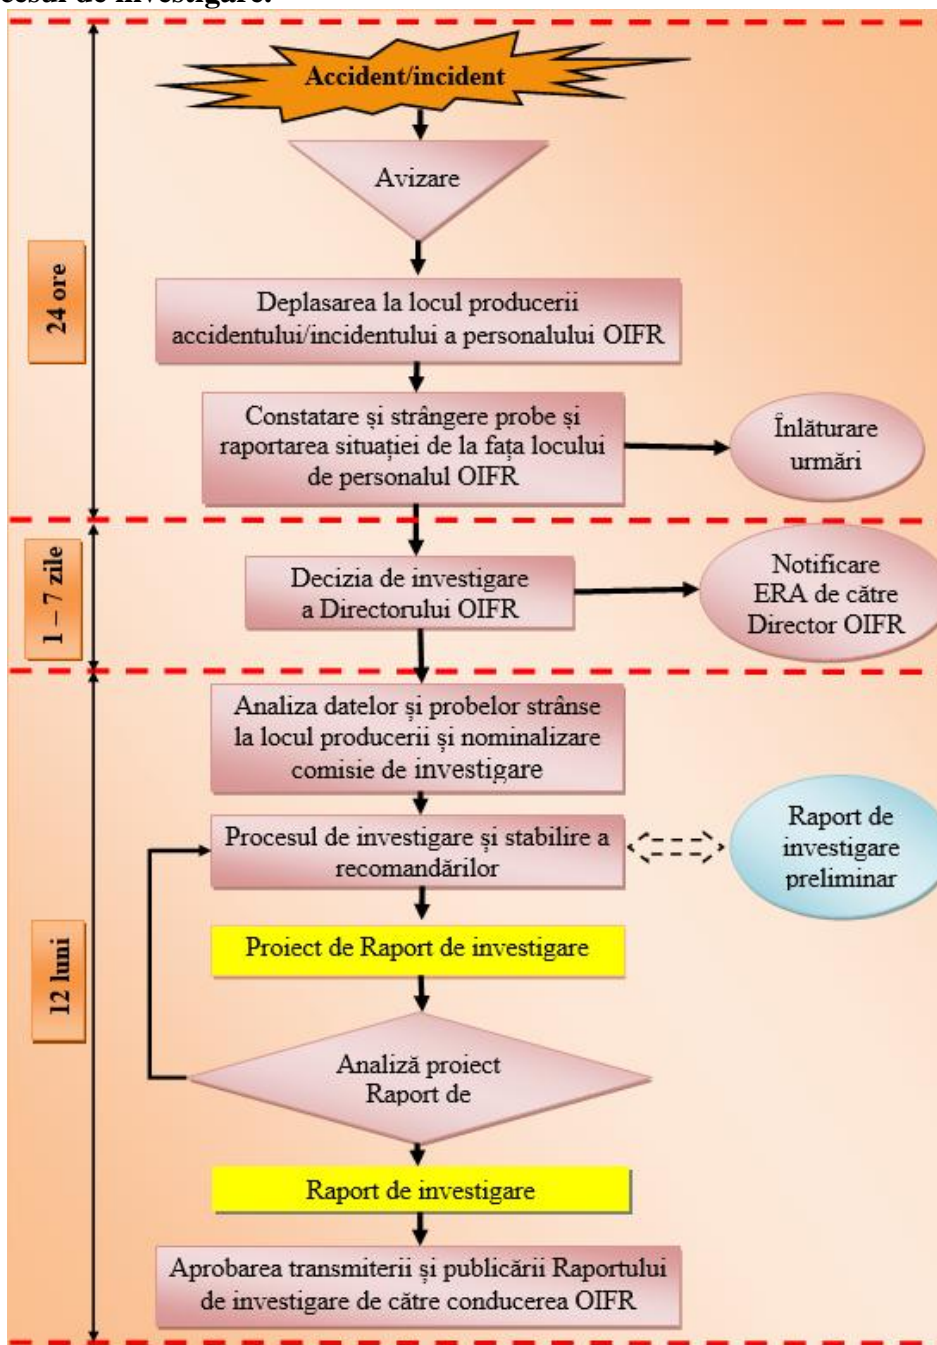 cesul de investigare.
Accident/incident
Avizare
24 ore
Deplasarea la locul producerii
accidentului/incidentului a personalului OIFR
Constatare și strângere probe și
raportarea situației de la fața locului
de personalul OIFR
Înlăturare
urmări
1 – 7 zile
Decizia de investigare
a Directorului OIFR
Notificare
ERA de către
Director OIFR
12 luni
Analiza datelor și probelor strânse
la locul producerii și nominalizare
comisie de investigare
Procesul de investigare și stabilire a
recomandărilor
Raport de
investigare
preliminar
Proiect de Raport de investigare
Analiză proiect
Raport de
Raport de investigare
Aprobarea transmiterii și publicării Raportului
de investigare de către conducerea OIFR